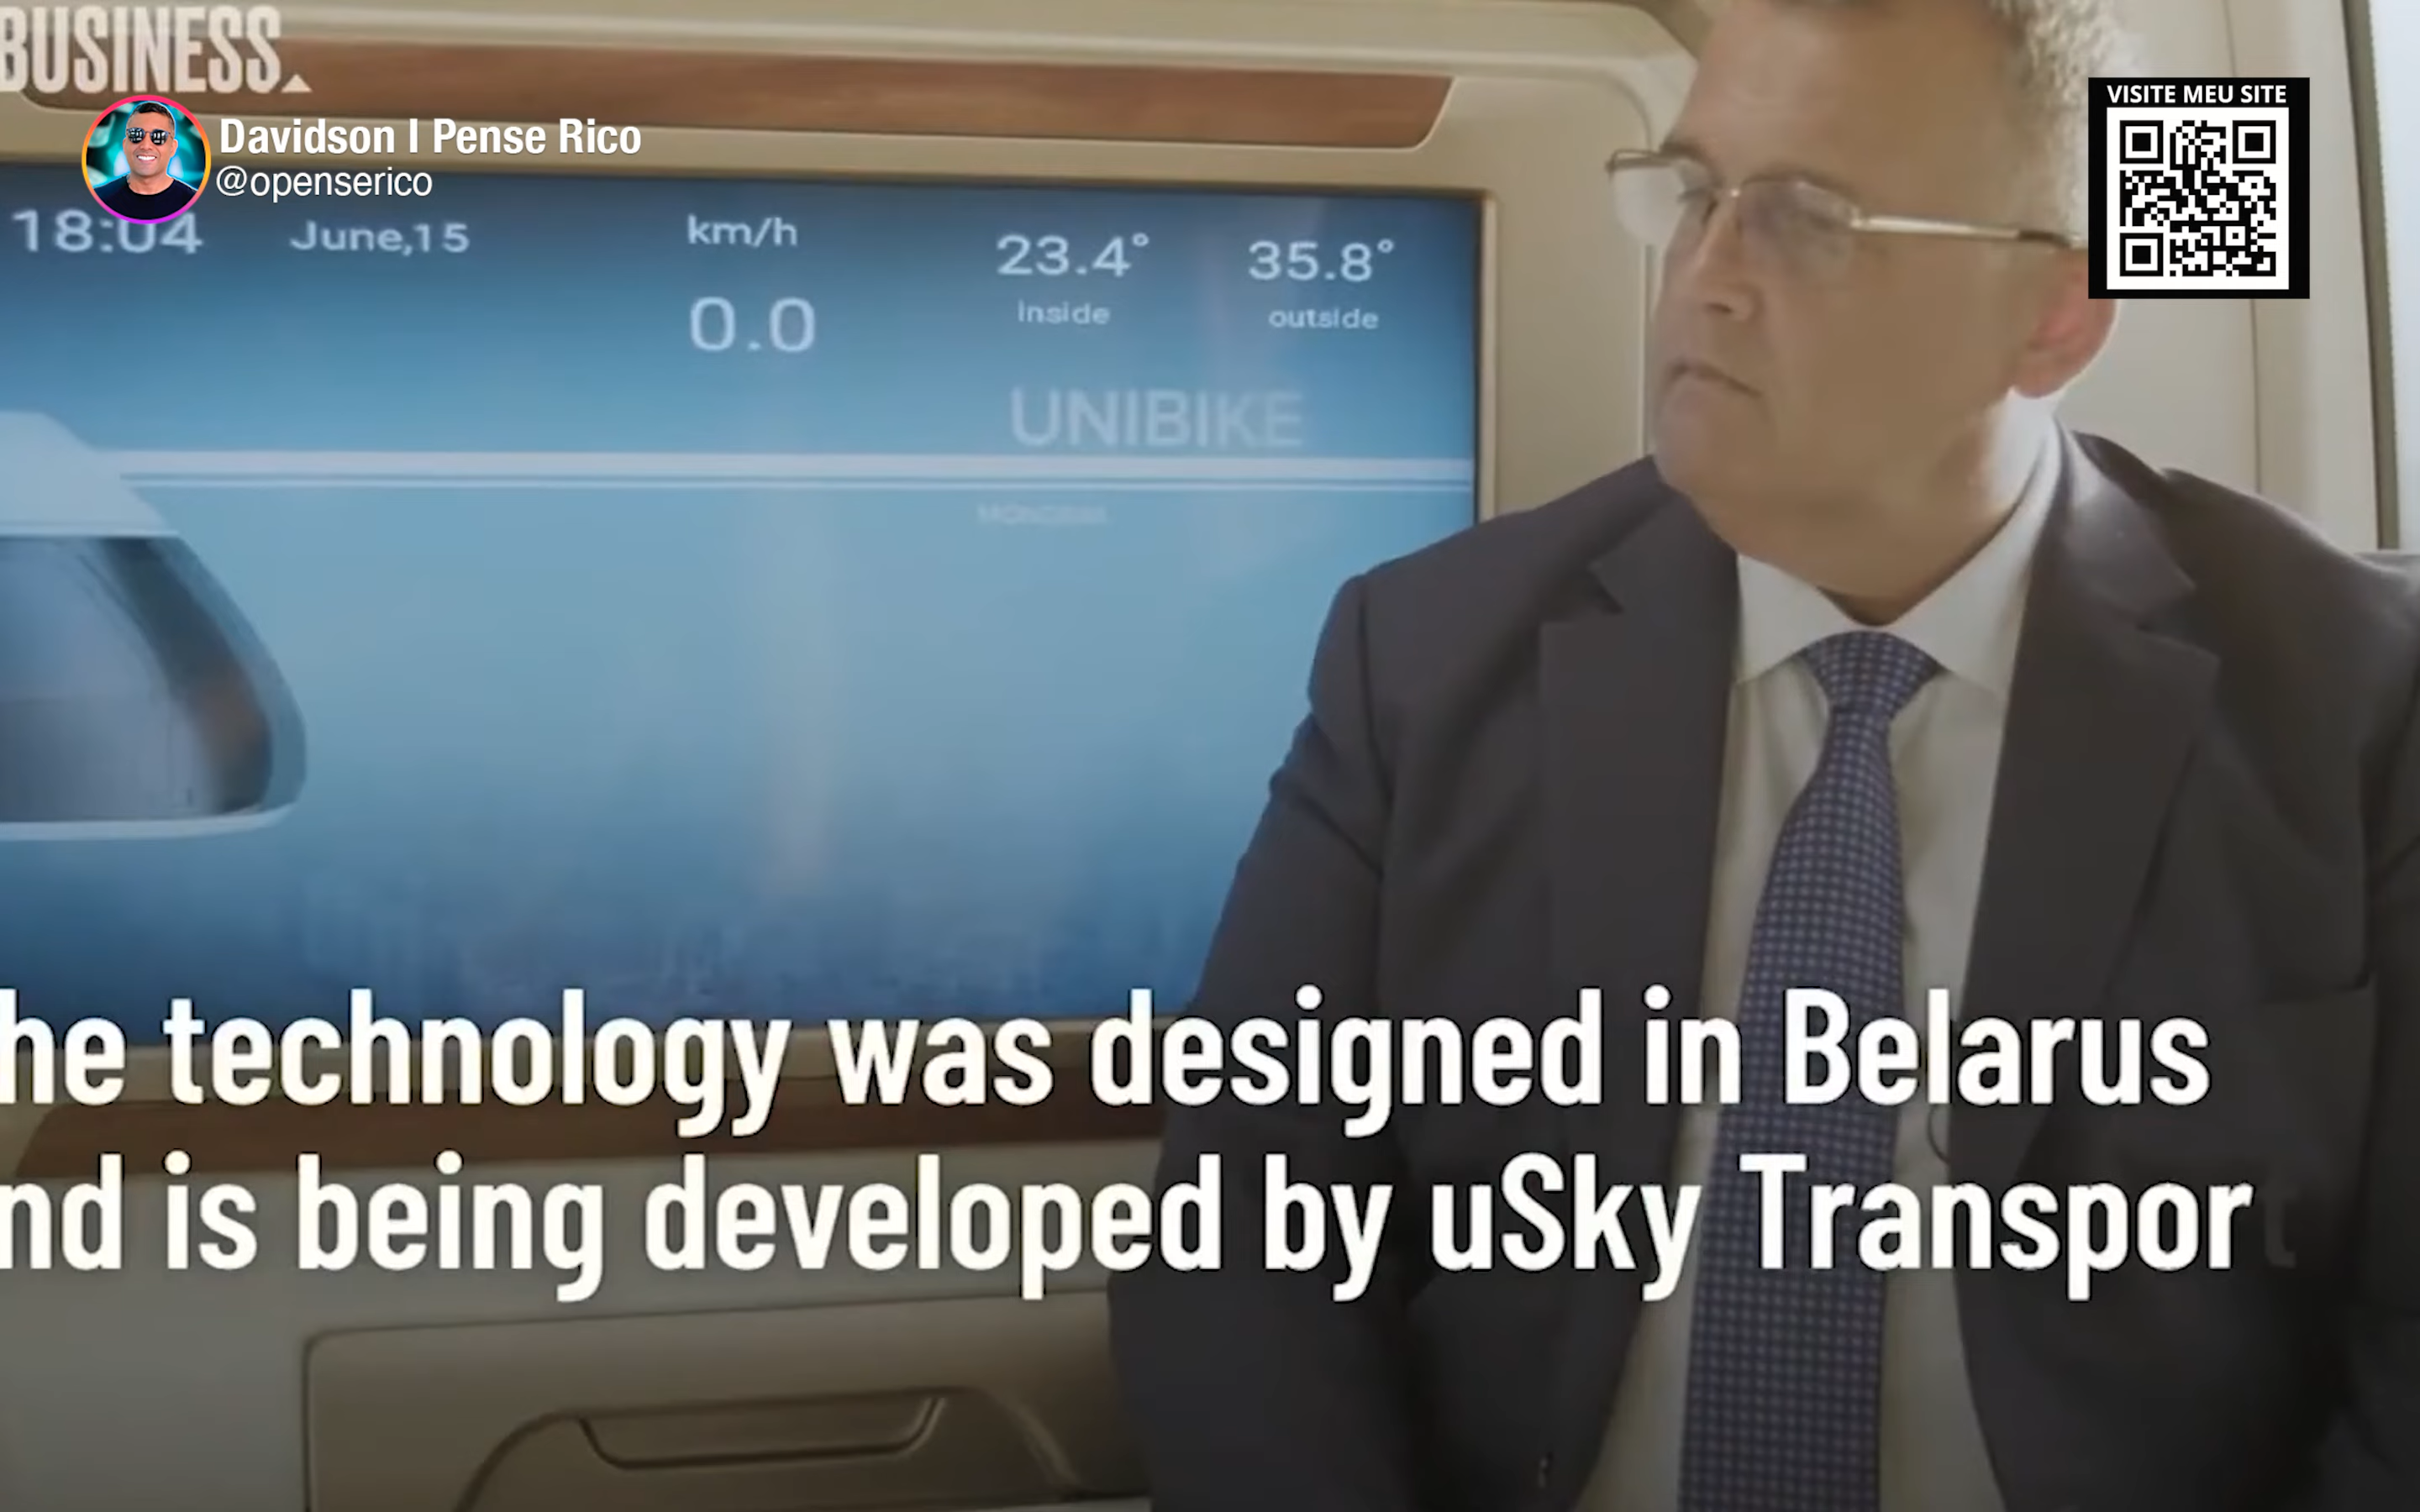 BUSINESS.
Davidson I Pense Rico
@openserico
VISITE MEU SITE
18:04 June,15 km/h 23.4° 35.8°
inside outside
0.0
UNIBIKE
he technology was designed in Belarus
nd is being developed by uSky Transport